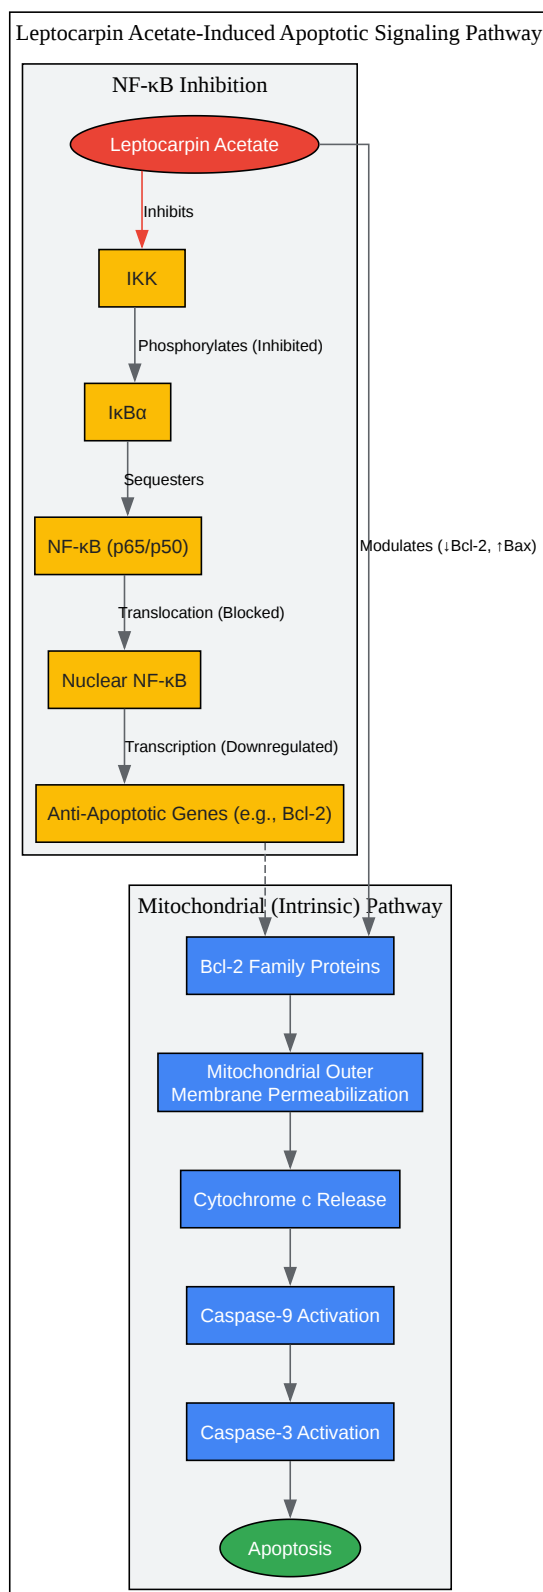 Leptocarpin Acetate-Induced Apoptotic Signaling Pathway
NF-κB Inhibition
Leptocarpin Acetate
Inhibits
IKK
Phosphorylates (Inhibited)
IκBα
Sequesters
NF-κB (p65/p50)
Modulates (↓Bcl-2, ↑Bax)
Translocation (Blocked)
Nuclear NF-κB
Transcription (Downregulated)
Anti-Apoptotic Genes (e.g., Bcl-2)
Mitochondrial (Intrinsic) Pathway
Bcl-2 Family Proteins
Mitochondrial Outer
Membrane Permeabilization
Cytochrome c Release
Caspase-9 Activation
Caspase-3 Activation
Apoptosis